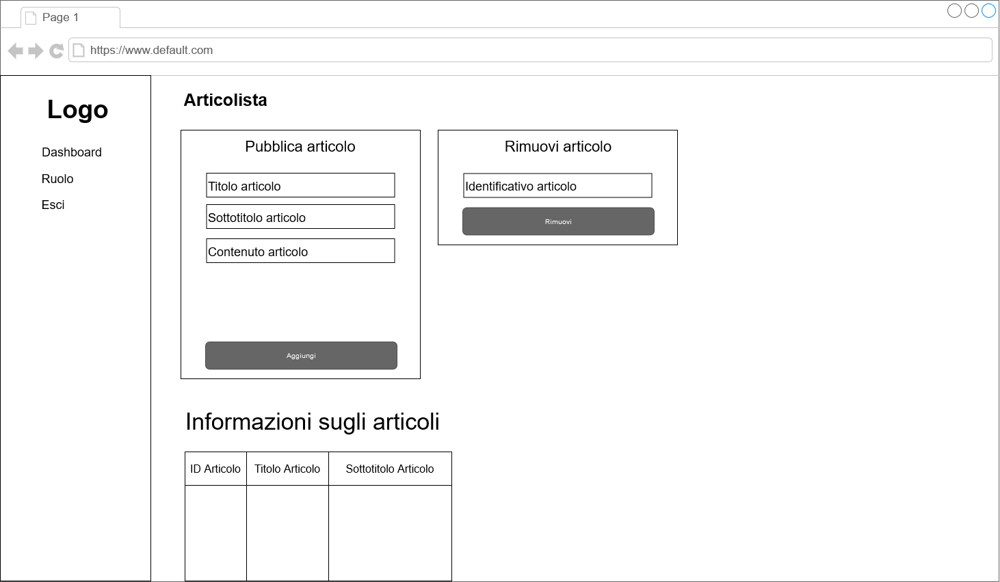 Page 1
https://www.default.com
Logo
Dashboard
Ruolo
Esci
Articolista
Pubblica articolo
Titolo articolo
Sottotitolo articolo
Contenuto articolo
Aggiungi
Rimuovi articolo
Identificativo articolo
Rimuovi
Informazioni sugli articoli
ID Articolo Titolo Articolo Sottotitolo Articolo